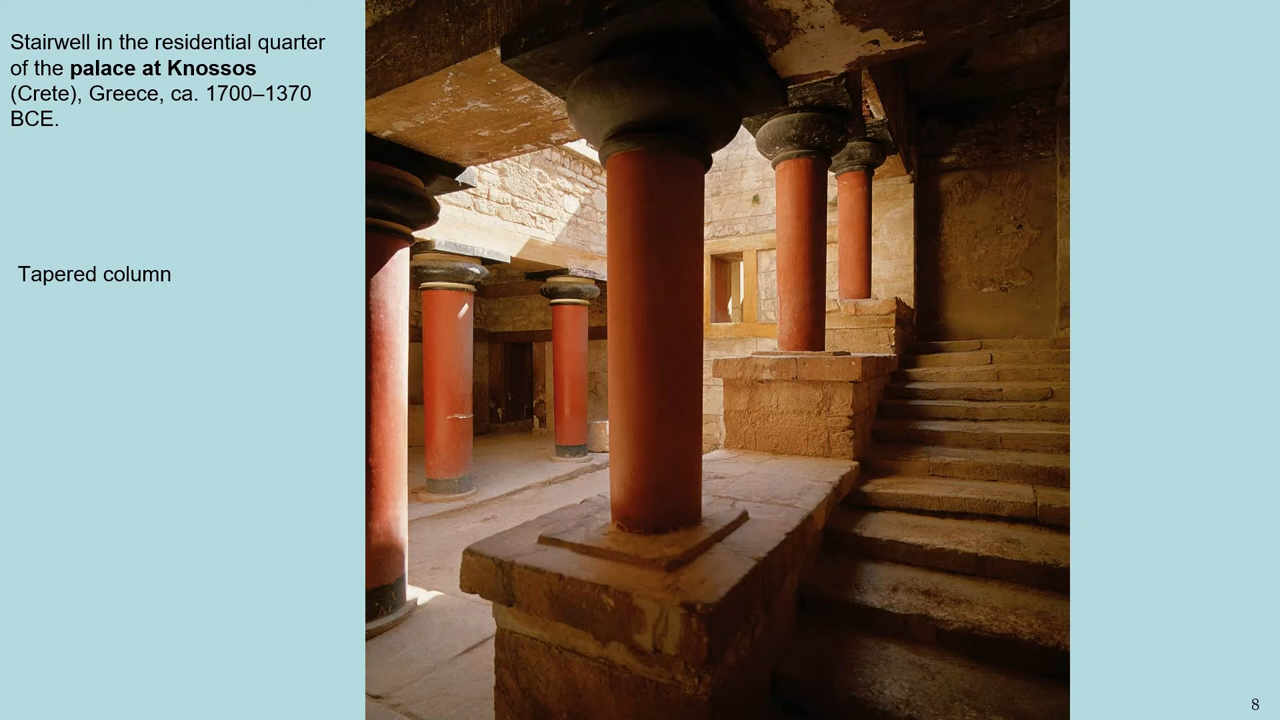 Stairwell in the residential quarter
of the palace at Knossos
(Crete), Greece, ca. 1700–1370
BCE.
Tapered column
8